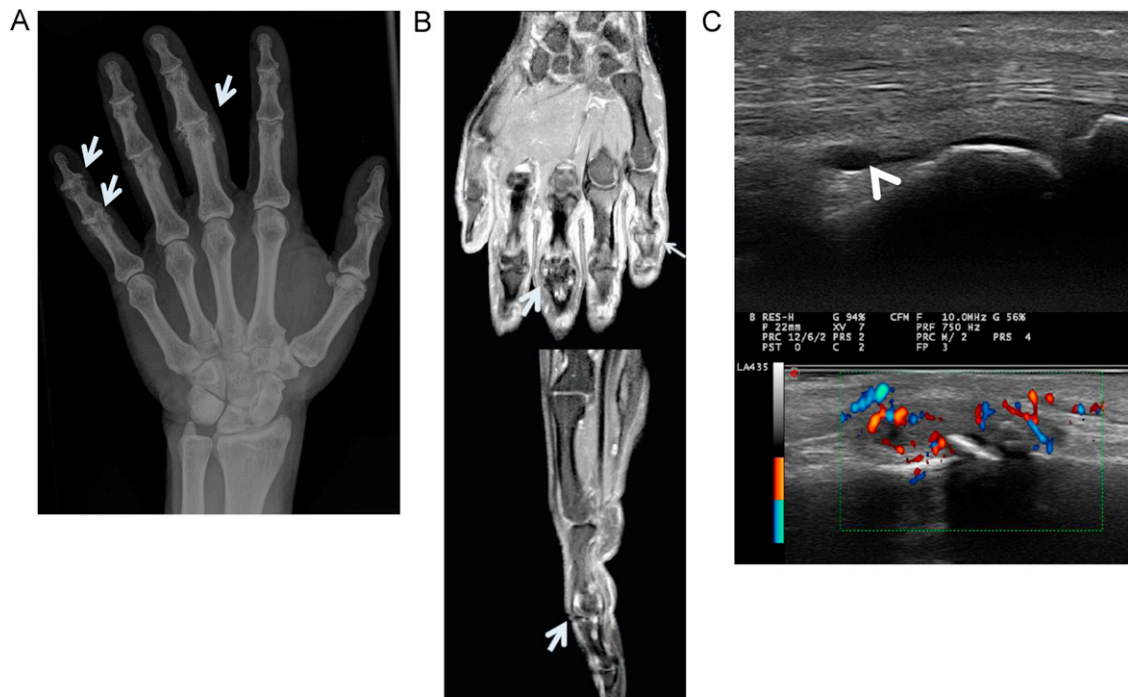 A
B
C
B RES-H G 94% CFM F 10.0MHz G 56%
P 22mm XV 7 PRF 750 Hz
PRC 12/6/2 PRS 2 PRC M/ 2 PRS 4
PST 0 C 2 FP 3
LA435